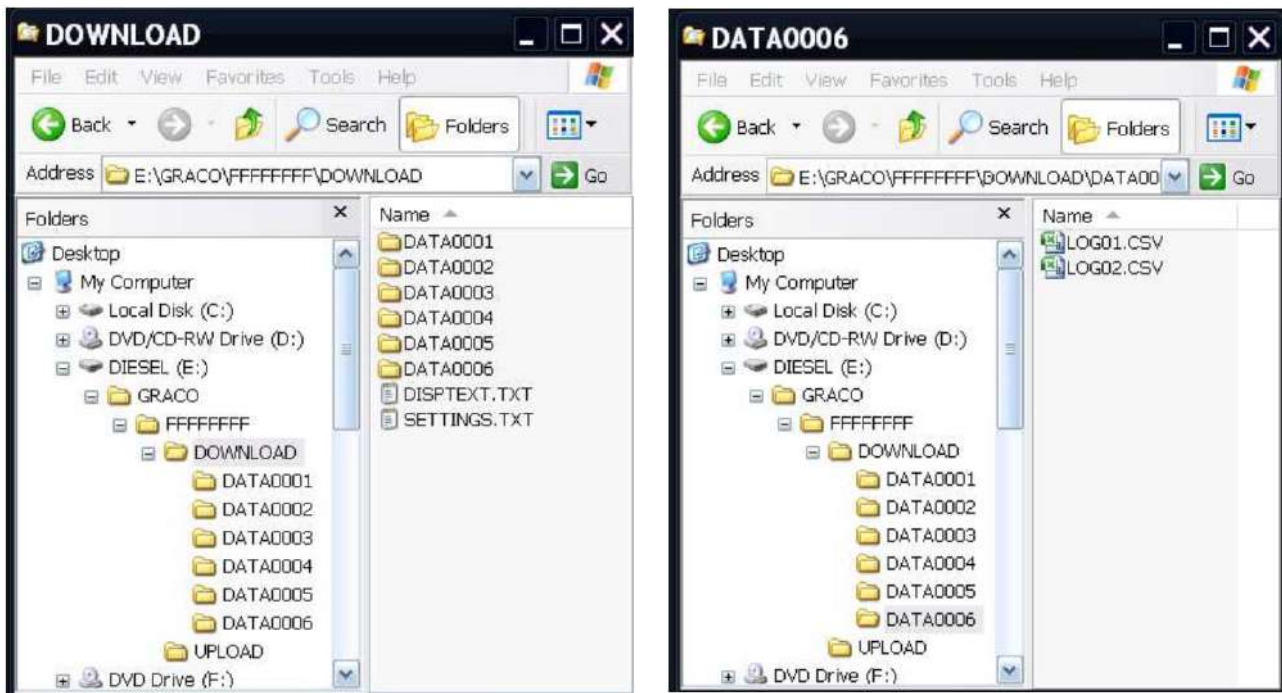 DOWNLOAD
File Edit View Favorites Tools Help
Back Search Folders
Address E:\GRACO\FFFFFFFF\DOWNLOAD Go
Folders
Desktop
My Computer
Local Disk (C:)
DVD/CD-RW Drive (D:)
DIESEL (E:)
GRACO
FFFFFFFF
DOWNLOAD
DATA0001
DATA0002
DATA0003
DATA0004
DATA0005
DATA0006
UPLOAD
DVD Drive (F:)
Name
DATA0001
DATA0002
DATA0003
DATA0004
DATA0005
DATA0006
DISPTEXT.TXT
SETTINGS.TXT
DATA0006
File Edit View Favorites Tools Help
Back Search Folders
Address E:\GRACO\FFFFFFFF\DOWNLOAD\DATA00 Go
Folders
Desktop
My Computer
Local Disk (C:)
DVD/CD-RW Drive (D:)
DIESEL (E:)
GRACO
FFFFFFFF
DOWNLOAD
DATA0001
DATA0002
DATA0003
DATA0004
DATA0005
DATA0006
UPLOAD
DVD Drive (F:)
Name
LOG01.CSV
LOG02.CSV